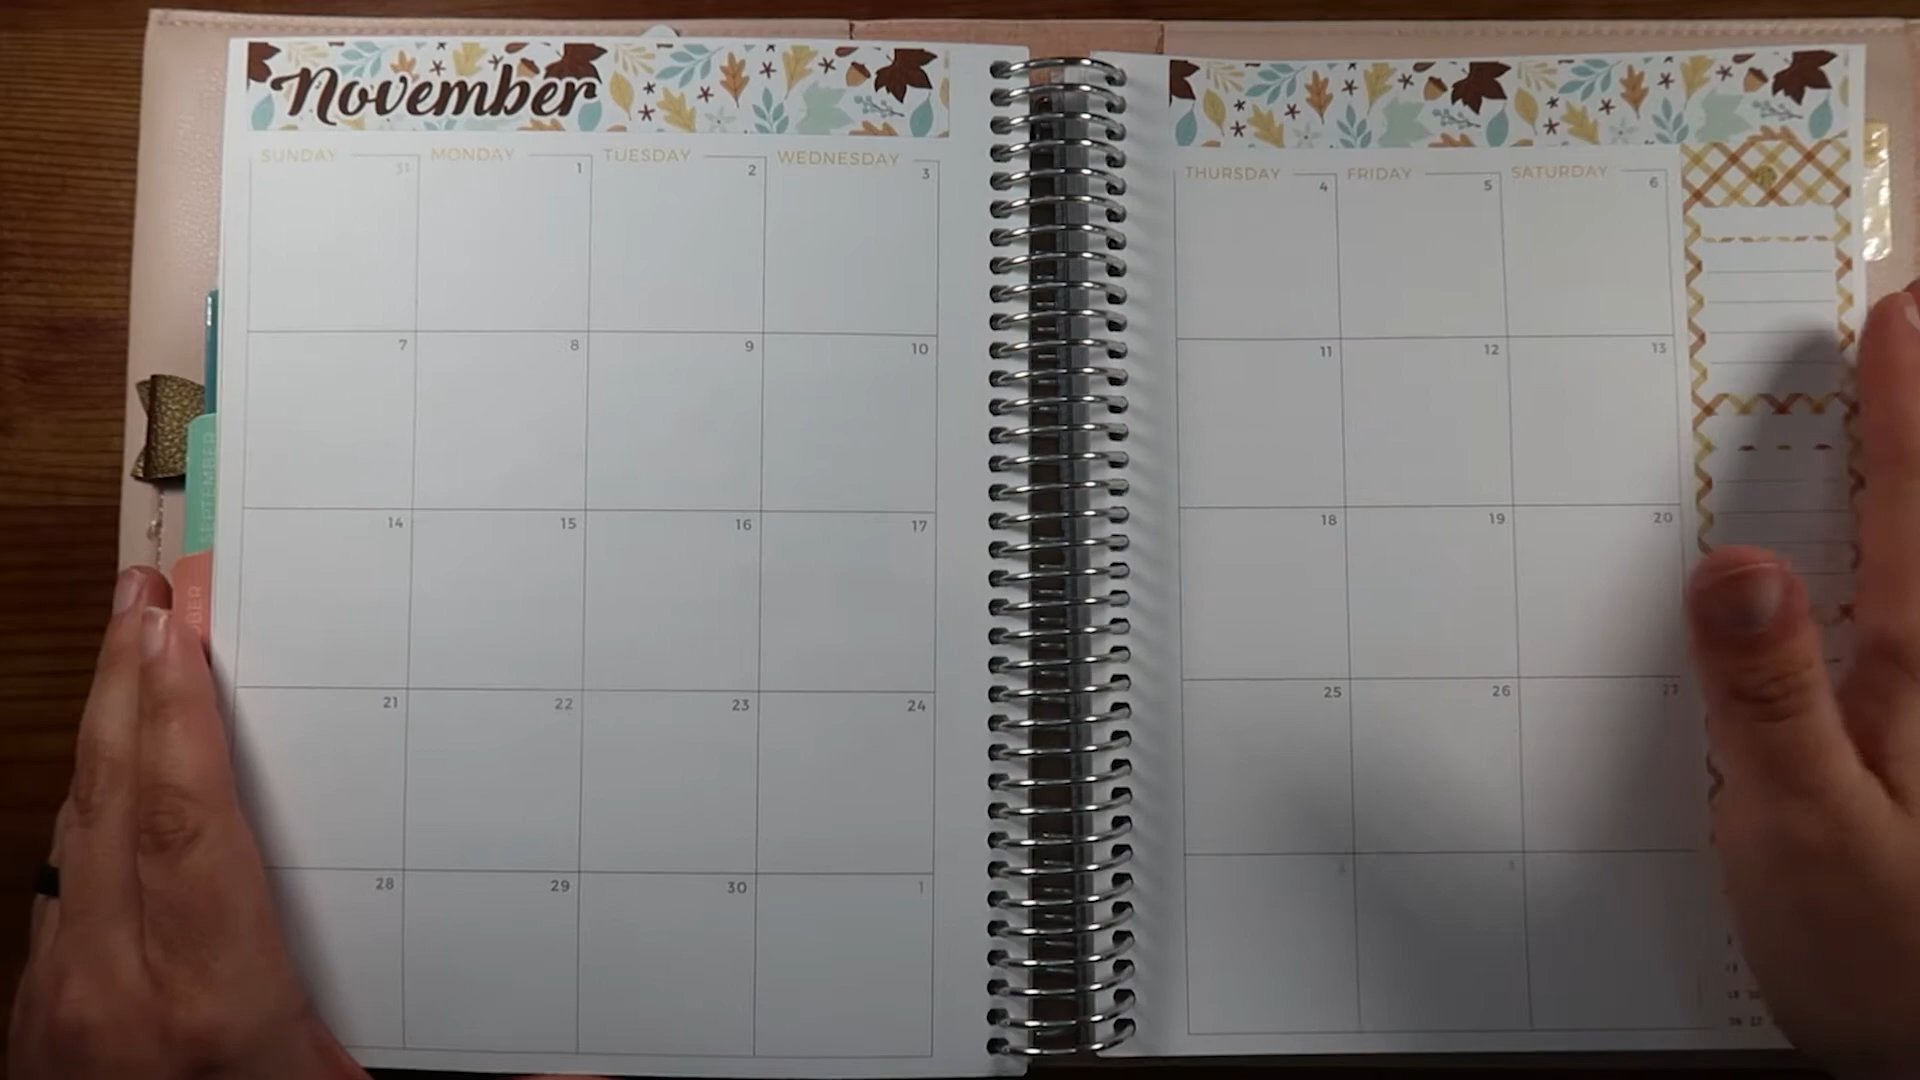 November
SUNDAY MONDAY TUESDAY WEDNESDAY THURSDAY FRIDAY SATURDAY
31 1 2 3 4 5 6
7 8 9 10 11 12 13
14 15 16 17 18 19 20
21 22 23 24 25 26 27
28 29 30 1
SEPTEMBER